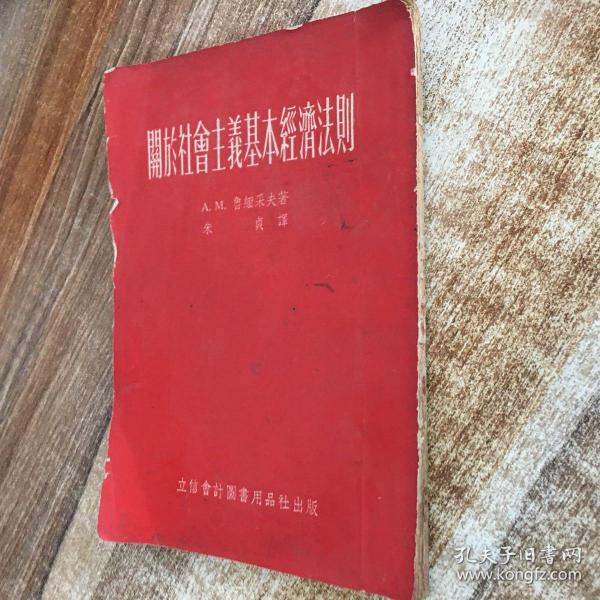 關於社會主義基本經濟法則
A. M. 魯緬采夫著
朱 貞 譯
立信會計圖書用品社出版
孔夫子旧书网
www.kongfz.com